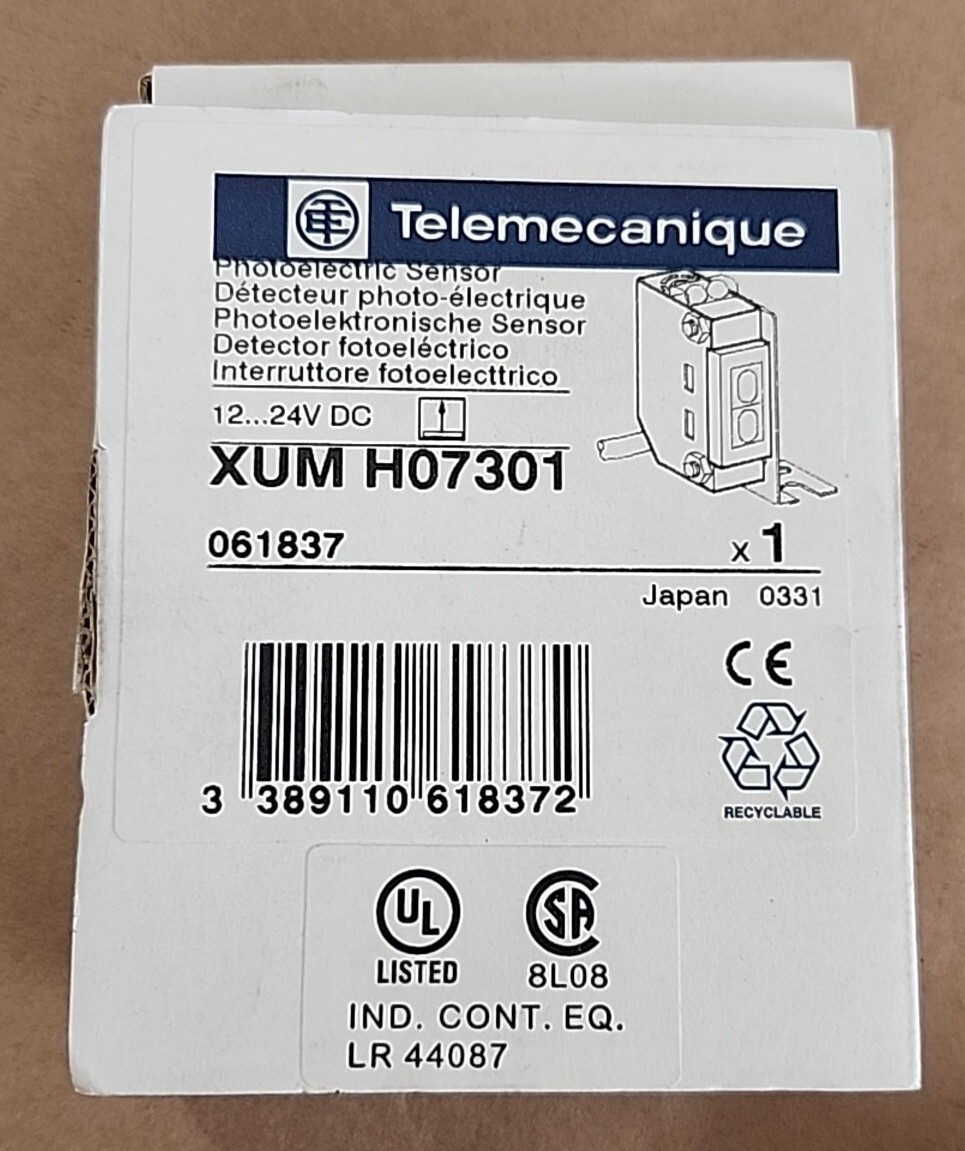 Telemecanique
Photoelectric Sensor
Détecteur photo-électrique
Photoelektronische Sensor
Detector fotoeléctrico
Interruttore fotoelecttrico
12...24V DC
XUM H07301
061837 x 1
Japan 0331
CE
3 389110 618372
RECYCLABLE
UL SA
LISTED 8L08
IND. CONT. EQ.
LR 44087